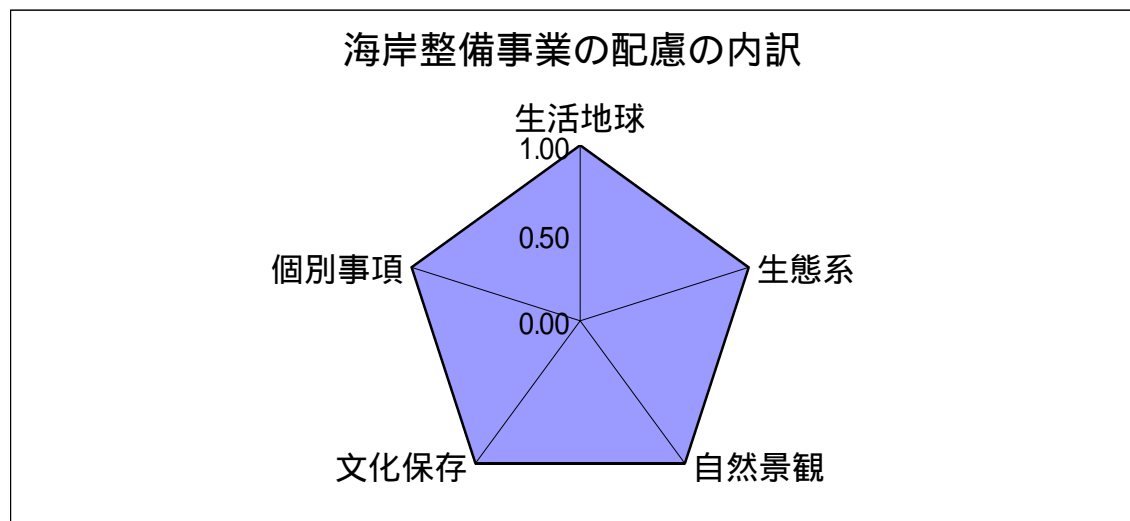 海岸整備事業の配慮の内訳
生活地球
1.00
0.50
0.00
生態系
個別事項
文化保存
自然景観